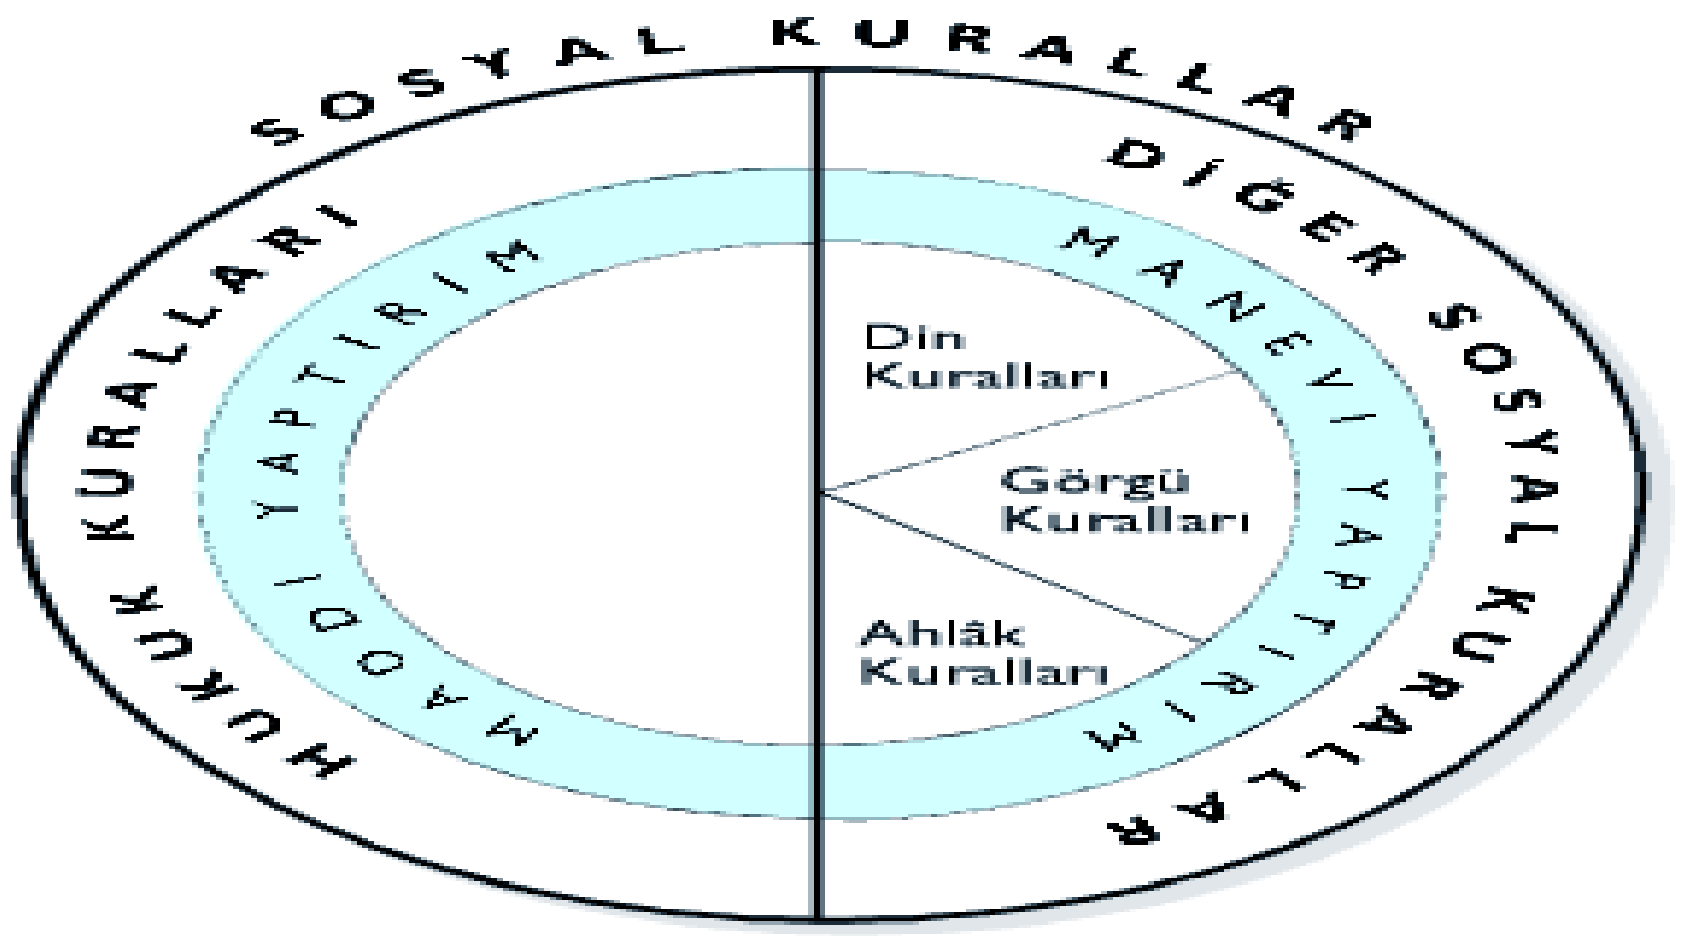 SOSYAL KURALLAR
HUKUK KURALLARI
DİĞER SOSYAL KURALLAR
MADDİ YAPTIRIM
MANEVİ YAPTIRIM
Din
Kuralları
Görgü
Kuralları
Ahlâk
Kuralları